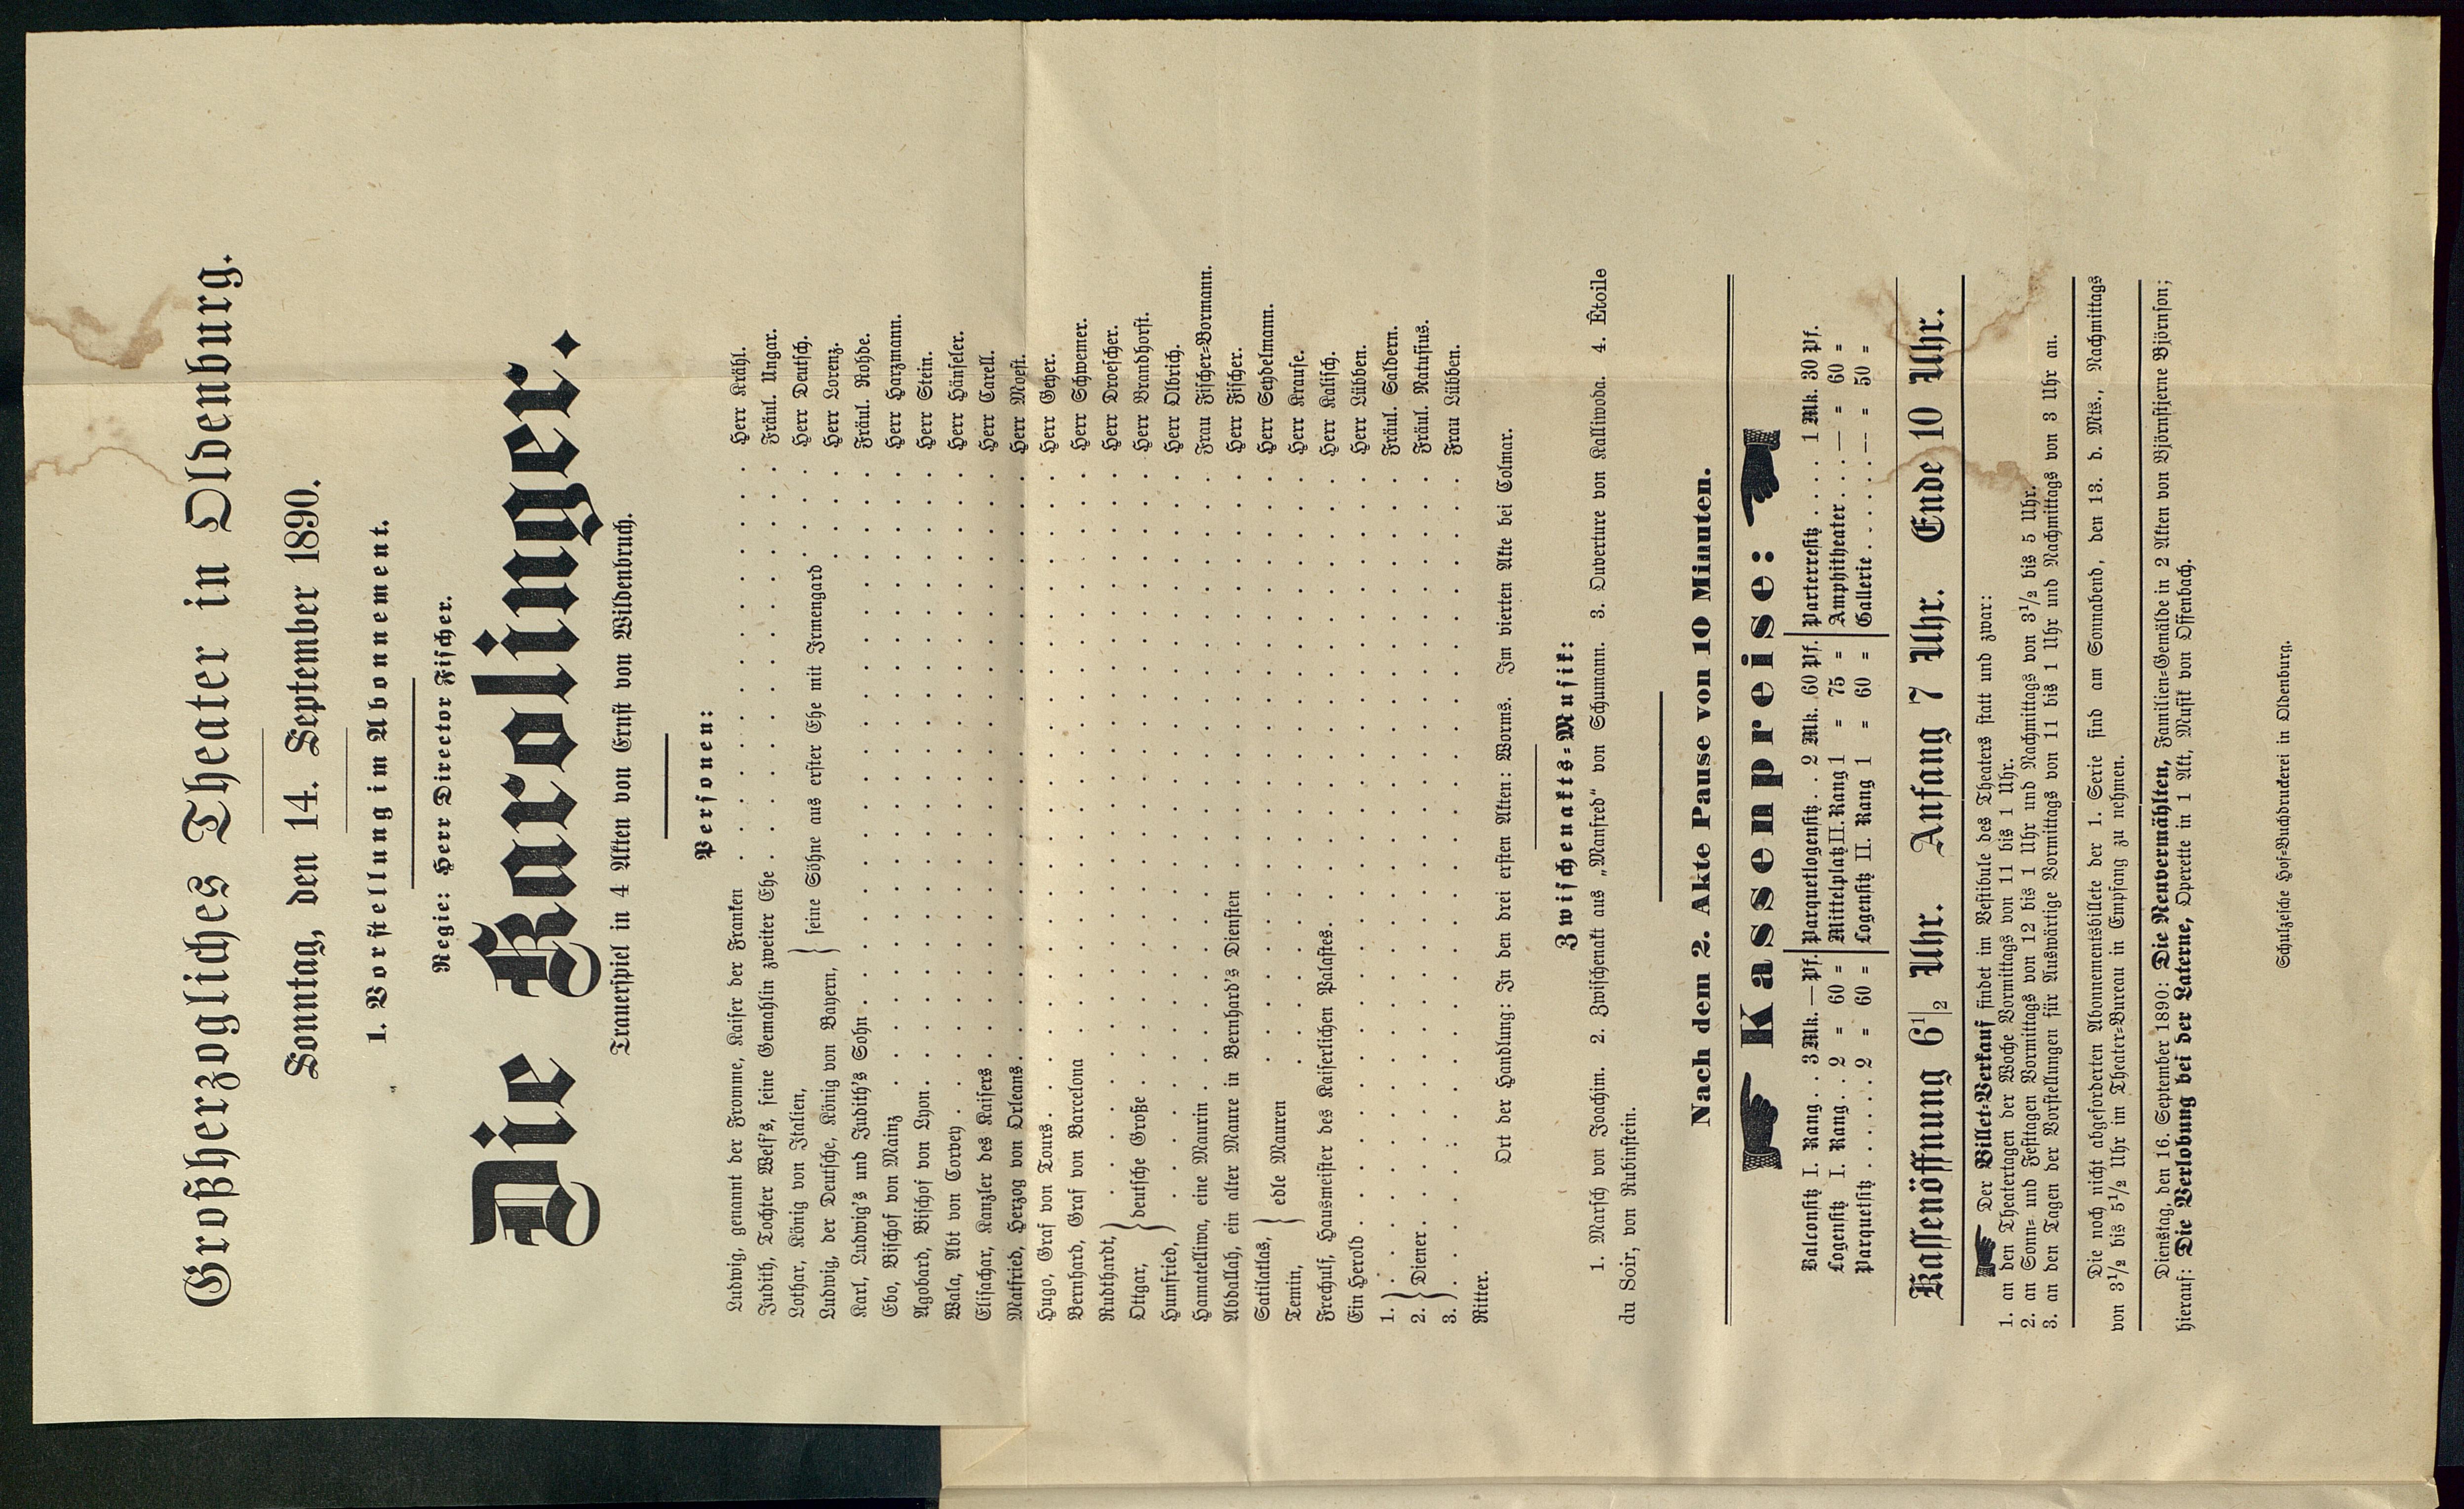 Großherzogliches Theater in Oldenburg.
Sonntag, den 14. September 1890.
1. Vorstellung im Abonnement.
Regie: Herr Director Fischer.
Die Karolinger.
Trauerspiel in 4 Akten von Ernst von Wildenbruch.
Personen:
Ludwig, genannt der Fromme, Kaiser der Franken . . . . . . . . . . . Herr Krähl.
Judith, Tochter Welf's, seine Gemahlin zweiter Ehe . . . . . . . . . . . Fräul. Ungar.
Lothar, König von Italien, } seine Söhne aus erster Ehe mit Irmengard . . . Herr Deutsch.
Ludwig, der Deutsche, König von Bayern, } . . . Herr Lorenz.
Karl, Ludwig's und Judith's Sohn . . . . . . . . . . . . . . Fräul. Rohde.
Ebo, Bischof von Mainz . . . . . . . . . . . . . . . . Herr Harzmann.
Agobard, Bischof von Lyon . . . . . . . . . . . . . . . . Herr Stein.
Wala, Abt von Corvey . . . . . . . . . . . . . . . . Herr Hänseler.
Elisachar, Kanzler des Kaisers . . . . . . . . . . . . . . . Herr Carell.
Matfried, Herzog von Orleans . . . . . . . . . . . . . . . Herr Moest.
Hugo, Graf von Tours . . . . . . . . . . . . . . . . Herr Geyer.
Bernhard, Graf von Barcelona . . . . . . . . . . . . . . . Herr Schwemer.
Rudthardt, } . . . . . . . . . . . . . . . . Herr Droescher.
Ottgar, } deutsche Große . . . . . . . . . . . . . . . . Herr Brandhorst.
Humfried, } . . . . . . . . . . . . . . . . Herr Olbrich.
Hamatelliwa, eine Maurin . . . . . . . . . . . . . . . . Frau Fischer=Bormann.
Abdallah, ein alter Maure in Bernhard's Diensten . . . . . . . . . . . Herr Fischer.
Satilatlas, } edle Mauren . . . . . . . . . . . . . . . Herr Seydelmann.
Temin, } . . . . . . . . . . . . . . . Herr Krause.
Frechulf, Hausmeister des Kaiserlichen Palastes . . . . . . . . . . . . Herr Kalisch.
Ein Herold . . . . . . . . . . . . . . . . . . Herr Lübben.
1. } . . . . . . . . . . . . . . . . . . Fräul. Saldern.
2. } Diener . . . . . . . . . . . . . . . . . . Fräul. Natusius.
3. } . . . . . . . . . . . . . . . . . . Frau Lübben.
Ritter.
Ort der Handlung: In den drei ersten Akten: Worms. Im vierten Akte bei Colmar.
Zwischenakts=Musik:
1. Marsch von Joachim. 2. Zwischenakt aus „Manfred“ von Schumann. 3. Ouverture von Kalliwoda. 4. Étoile
du Soir, von Rubinstein.
Nach dem 2. Akte Pause von 10 Minuten.
Kassenpreise:
Balconsitz I. Rang . . 3 Mk. — Pf. | Parquetlogensitz . . 2 Mk. 60 Pf. | Parterresitz . . . . 1 Mk. 30 Pf.
Logensitz I. Rang . . 2 = 60 = | Mittelplatz II. Rang 1 = 75 = | Amphitheater . . . — = 60 =
Parquetsitz . . . . . 2 = 60 = | Logensitz II. Rang 1 = 60 = | Gallerie . . . . . . — = 50 =
Kassenöffnung 6 1/2 Uhr. Anfang 7 Uhr. Ende 10 Uhr.
Der Billet=Verkauf findet im Vestibule des Theaters statt und zwar:
1. an den Theatertagen der Woche Vormittags von 11 bis 1 Uhr.
2. an Sonn= und Festtagen Vormittags von 12 bis 1 Uhr und Nachmittags von 3 1/2 bis 5 Uhr.
3. an den Tagen der Vorstellungen für Auswärtige Vormittags von 11 bis 1 Uhr und Nachmittags von 3 Uhr an.
Die noch nicht abgeforderten Abonnementsbillete der 1. Serie sind am Sonnabend, den 13. d. Mts., Nachmittags
von 3 1/2 bis 5 1/2 Uhr im Theater=Bureau in Empfang zu nehmen.
Dienstag, den 16. September 1890: Die Neuvermählten, Familien=Gemälde in 2 Akten von Björnstjerne Björnson;
hierauf: Die Verlobung bei der Laterne, Operette in 1 Akt, Musik von Offenbach.
Schulzesche Hof=Buchdruckerei in Oldenburg.